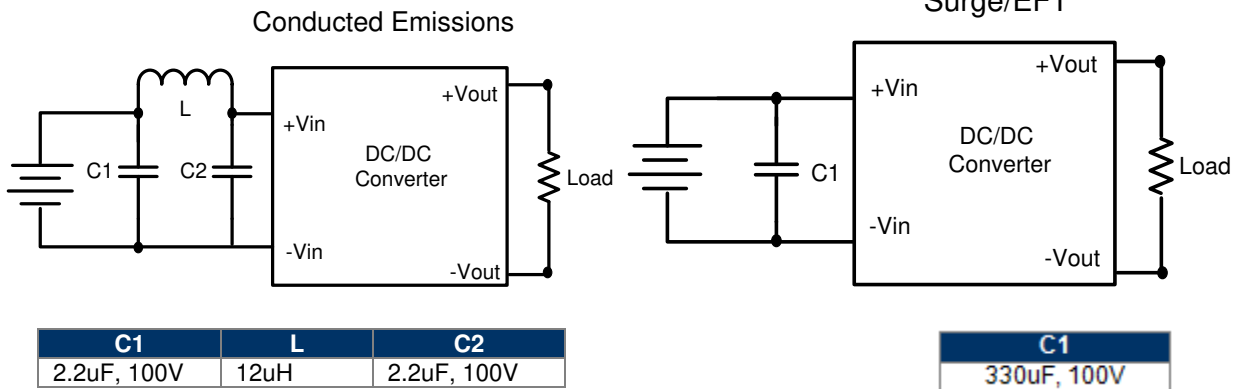 Conducted Emissions
L
C1
C2
+Vin
-Vin
DC/DC
Converter
+Vout
-Vout
Load
C1 L C2
2.2uF, 100V 12uH 2.2uF, 100V
Surge/EFT
C1
+Vin
-Vin
DC/DC
Converter
+Vout
-Vout
Load
C1
330uF, 100V